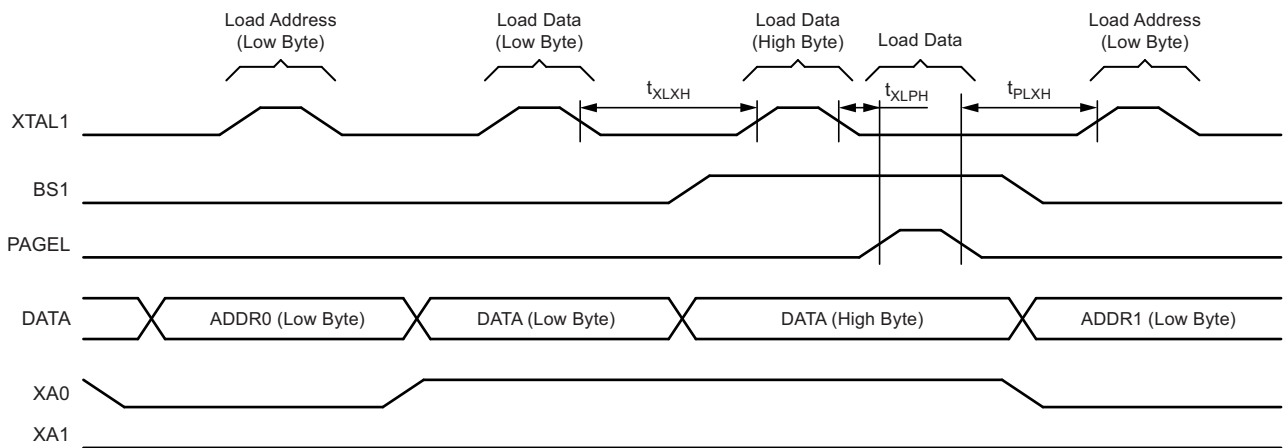 Load Address
(Low Byte)
Load Data
(Low Byte)
Load Data
(High Byte)
Load Data
Load Address
(Low Byte)
tXLXH
tXLPH
tPLXH
XTAL1
BS1
PAGEL
DATA
ADDR0 (Low Byte)
DATA (Low Byte)
DATA (High Byte)
ADDR1 (Low Byte)
XA0
XA1